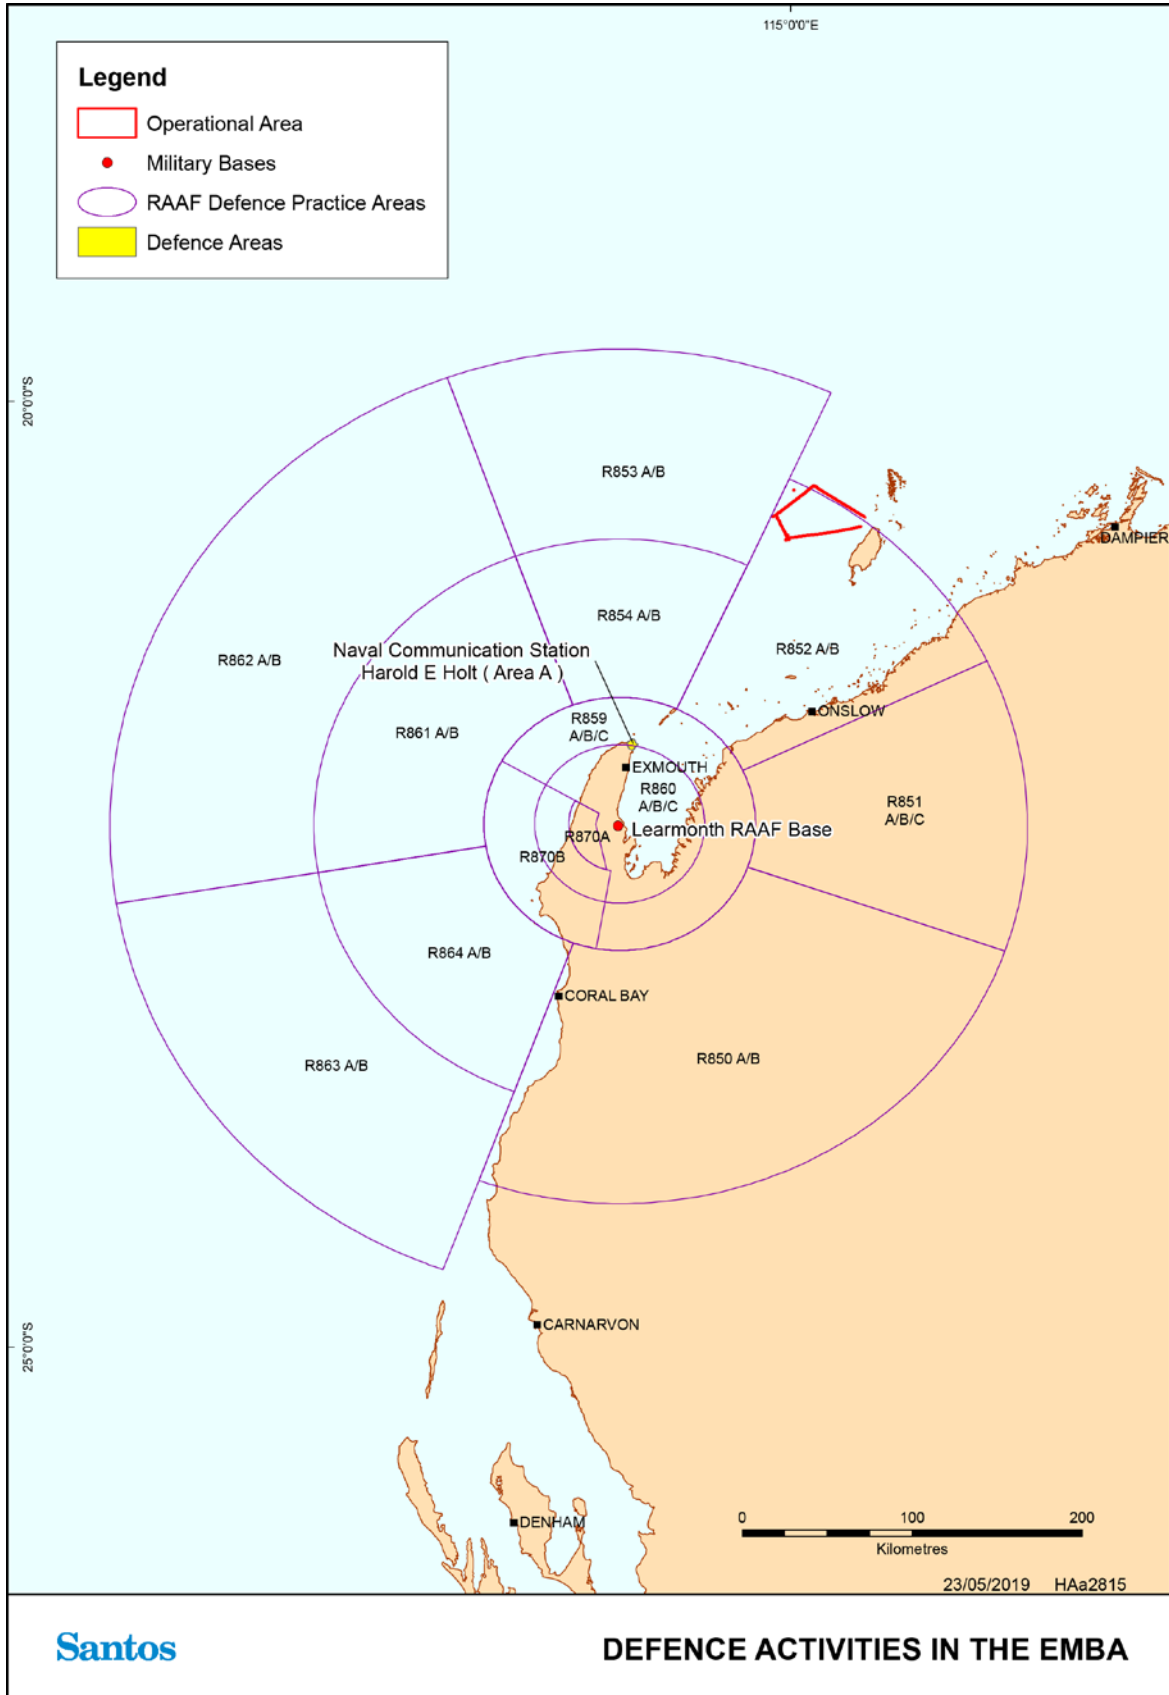 115°0'0"E
Legend
Operational Area
Military Bases
RAAF Defence Practice Areas
Defence Areas
20°0'0"S
R853 A/B
DAMPIER
R854 A/B
R852 A/B
Naval Communication Station
Harold E Holt ( Area A )
R862 A/B
R861 A/B
R859
A/B/C
ONSLOW
EXMOUTH
R860
A/B/C
R851
A/B/C
Learmonth RAAF Base
R870A
R870B
R864 A/B
CORAL BAY
R863 A/B
R850 A/B
CARNARVON
25°0'0"S
DENHAM
0 100 200
Kilometres
23/05/2019 HAa2815
Santos
DEFENCE ACTIVITIES IN THE EMBA